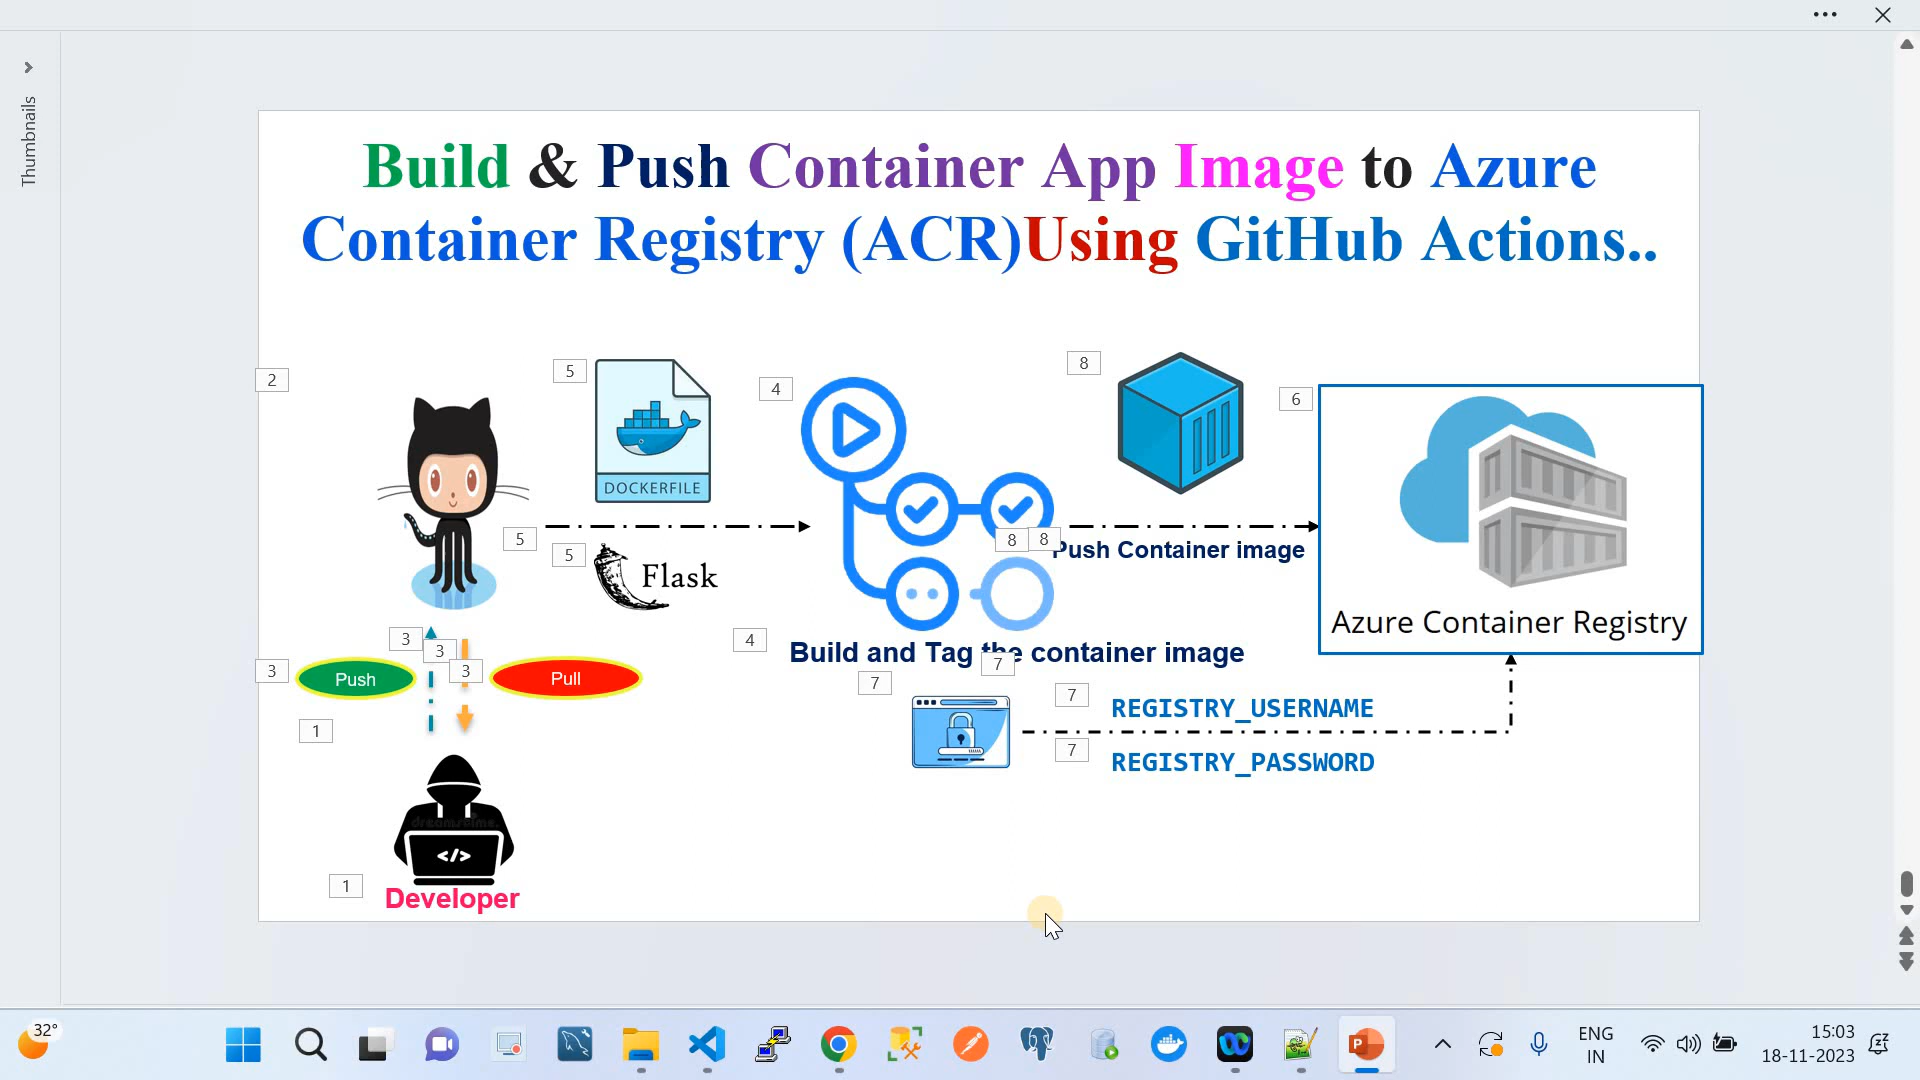 Thumbnails
Build & Push Container App Image to Azure
Container Registry (ACR)Using GitHub Actions..
2
5
4
8
6
DOCKERFILE
5
5
Flask
8
8
Push Container image
Azure Container Registry
3
3
3
3
Push
Pull
4
Build and Tag the container image
7
7
7
REGISTRY_USERNAME
7
REGISTRY_PASSWORD
1
dreamstime.
</>
1
Developer
32°
ENG
IN
15:03
18-11-2023